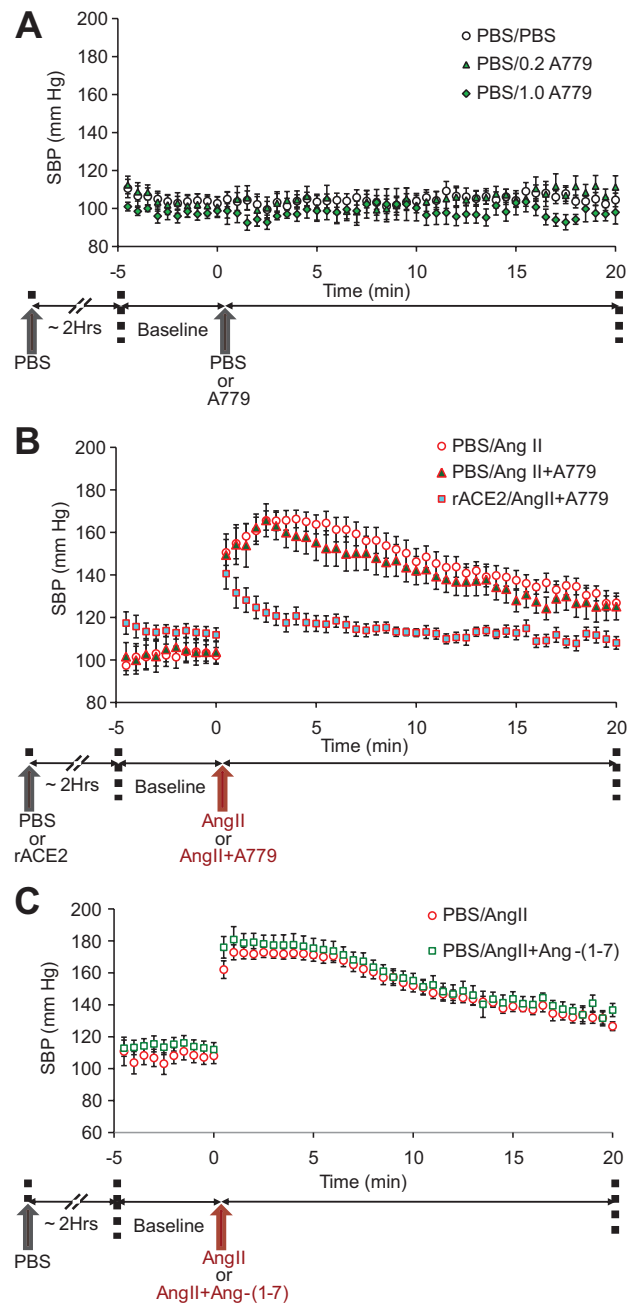 A
PBS/PBS
PBS/0.2 A779
PBS/1.0 A779
SBP (mm Hg)
200
180
160
140
120
100
80
-5
0
5
10
15
20
Time (min)
~ 2Hrs
Baseline
PBS
PBS
or
A779
B
PBS/Ang II
PBS/Ang II+A779
rACE2/AngII+A779
SBP (mm Hg)
200
180
160
140
120
100
80
-5
0
5
10
15
20
Time (min)
~ 2Hrs
Baseline
PBS
or
rACE2
AngII
or
AngII+A779
C
PBS/AngII
PBS/AngII+Ang-(1-7)
SBP (mm Hg)
200
180
160
140
120
100
80
60
-5
0
5
10
15
20
Time (min)
~ 2Hrs
Baseline
PBS
AngII
or
AngII+Ang-(1-7)